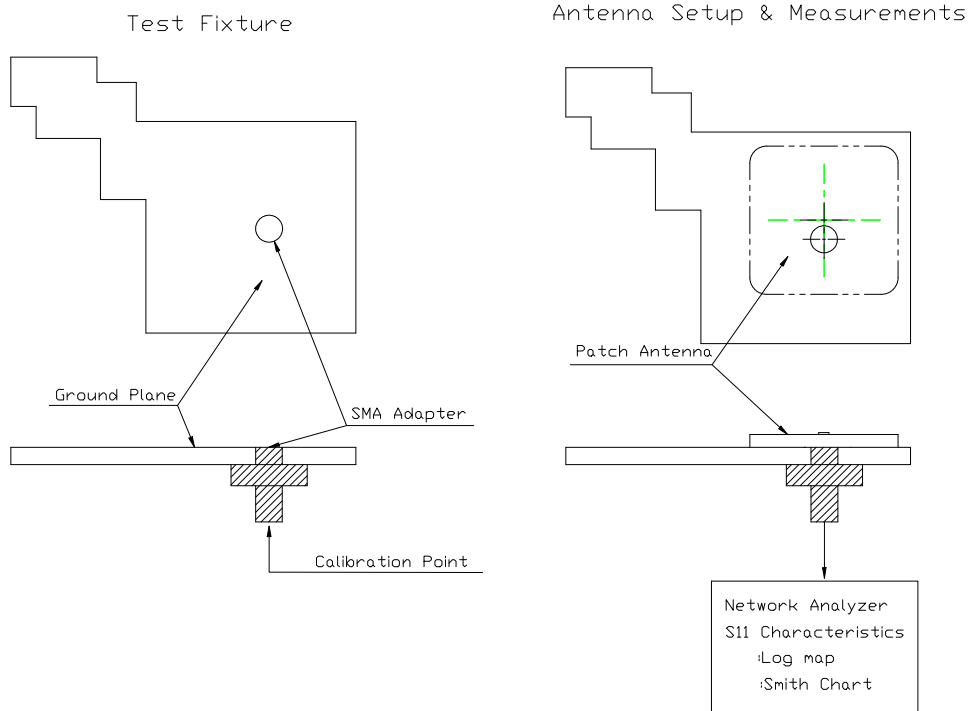 Test Fixture
Antenna Setup & Measurements
Ground Plane
SMA Adapter
Calibration Point
Patch Antenna
Network Analyzer
S11 Characteristics
:Log map
:Smith Chart